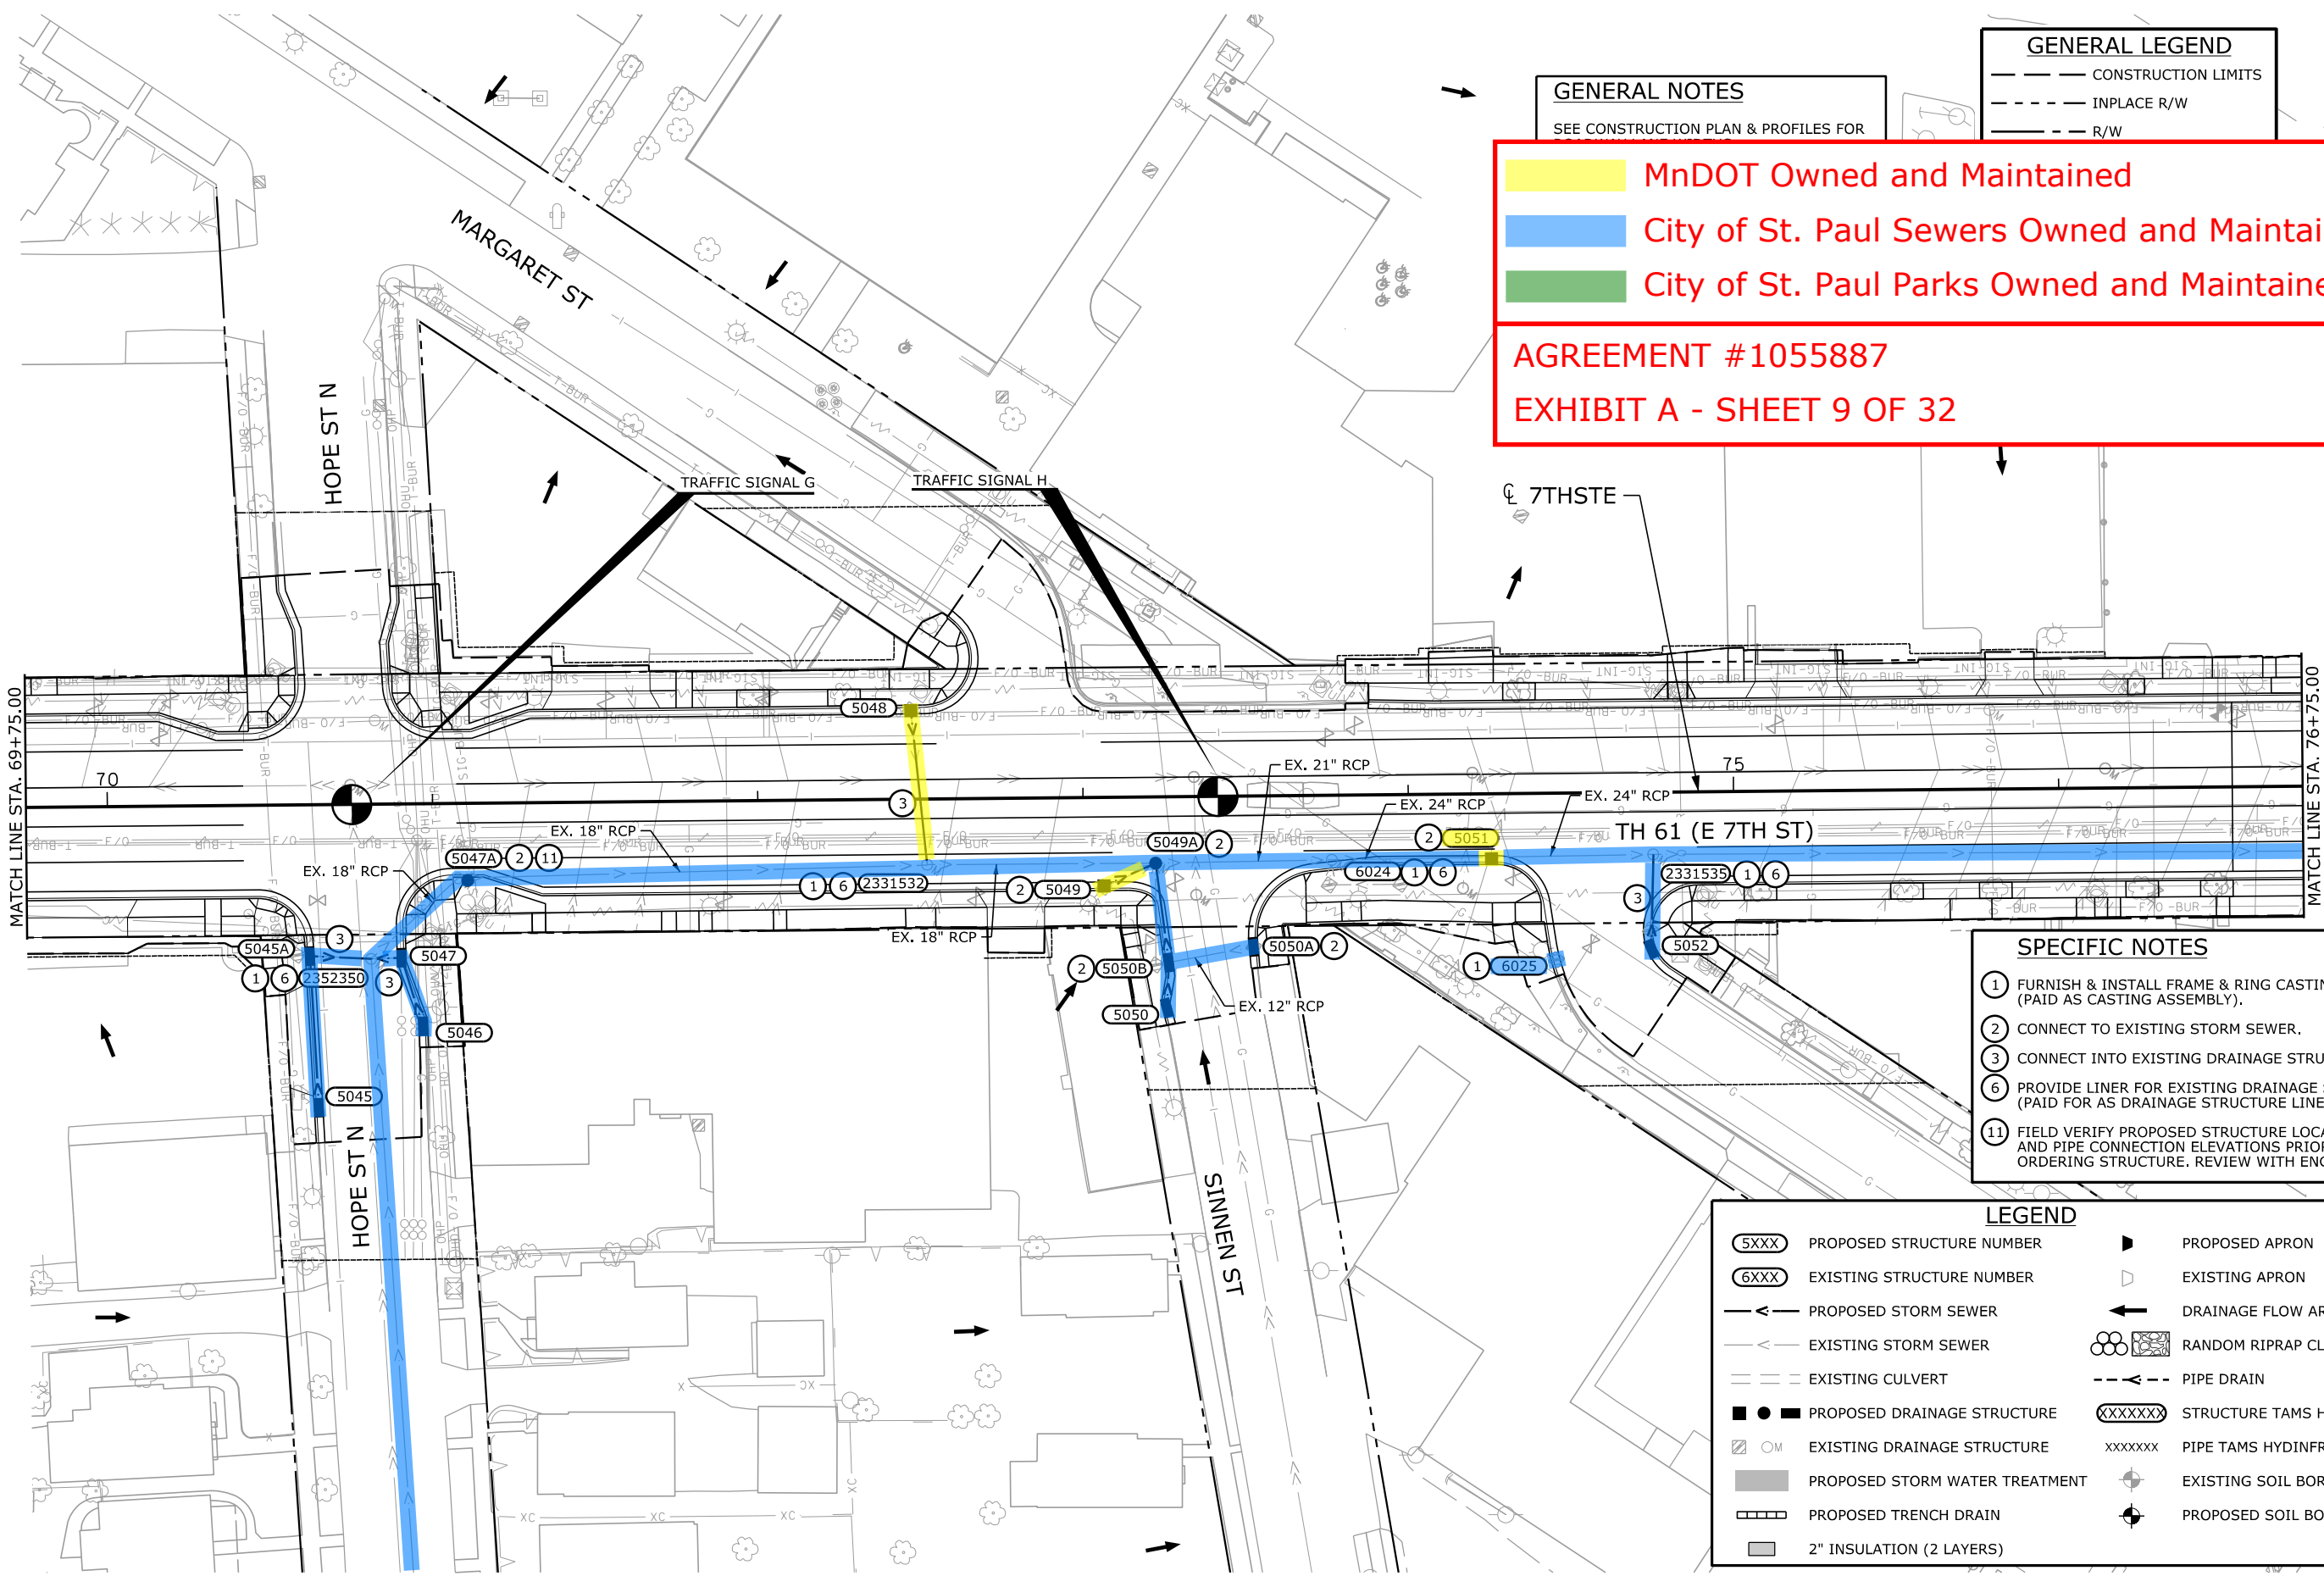 GENERAL LEGEND
CONSTRUCTION LIMITS
INPLACE R/W
R/W
GENERAL NOTES
SEE CONSTRUCTION PLAN & PROFILES FOR
MnDOT Owned and Maintained
City of St. Paul Sewers Owned and Maintai
City of St. Paul Parks Owned and Maintaine
AGREEMENT #1055887
EXHIBIT A - SHEET 9 OF 32
MARGARET ST
HOPE ST N
TRAFFIC SIGNAL G
TRAFFIC SIGNAL H
℄ 7THSTE
MATCH LINE STA. 69+75.00
MATCH LINE STA. 76+75.00
5048
70
75
3
EX. 21" RCP
EX. 24" RCP
EX. 24" RCP
EX. 18" RCP
5049A 2
2 5051
TH 61 (E 7TH ST)
5047A 2 11
EX. 18" RCP
1 6 2331532
2 5049
6024 1 6
2331535 1 6
3
EX. 18" RCP
5045A
3
5047
5050A 2
5052
1 6 2352350
3
2 5050B
1 6025
5046
5050
EX. 12" RCP
5045
HOPE ST N
SINNEN ST
SPECIFIC NOTES
1 FURNISH & INSTALL FRAME & RING CASTIN
(PAID AS CASTING ASSEMBLY).
2 CONNECT TO EXISTING STORM SEWER.
3 CONNECT INTO EXISTING DRAINAGE STRU
6 PROVIDE LINER FOR EXISTING DRAINAGE
(PAID FOR AS DRAINAGE STRUCTURE LINE
11 FIELD VERIFY PROPOSED STRUCTURE LOCA
AND PIPE CONNECTION ELEVATIONS PRIOR
ORDERING STRUCTURE. REVIEW WITH ENG
LEGEND
5XXX PROPOSED STRUCTURE NUMBER
6XXX EXISTING STRUCTURE NUMBER
PROPOSED STORM SEWER
EXISTING STORM SEWER
EXISTING CULVERT
PROPOSED DRAINAGE STRUCTURE
EXISTING DRAINAGE STRUCTURE
PROPOSED STORM WATER TREATMENT
PROPOSED TRENCH DRAIN
2" INSULATION (2 LAYERS)
PROPOSED APRON
EXISTING APRON
DRAINAGE FLOW AR
RANDOM RIPRAP CL
PIPE DRAIN
XXXXXXX STRUCTURE TAMS H
XXXXXXX PIPE TAMS HYDINFR
EXISTING SOIL BOR
PROPOSED SOIL BO